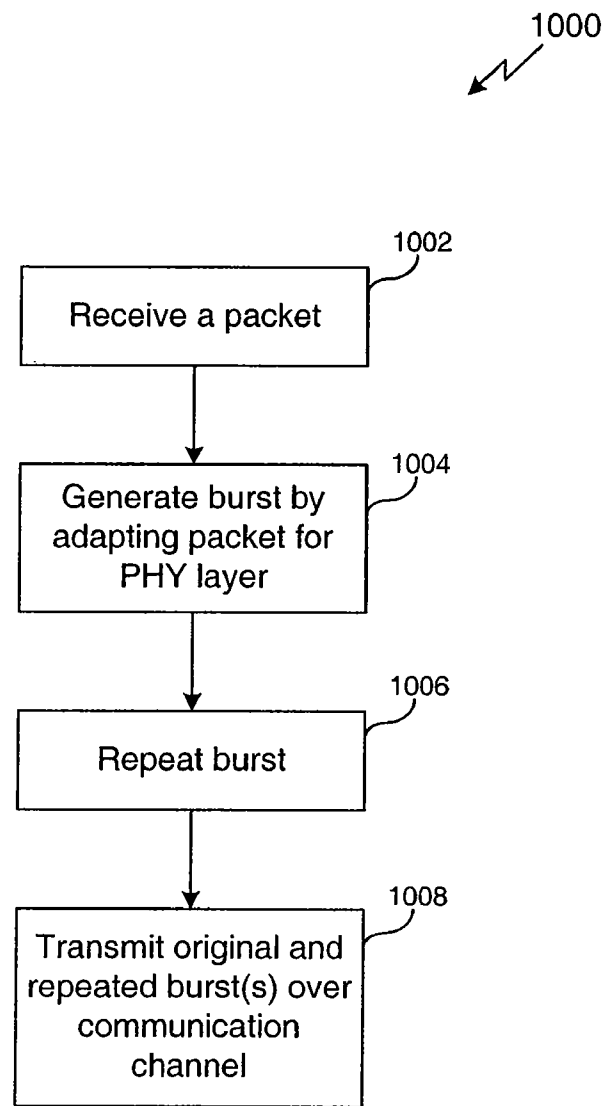 1000
1002
Receive a packet
1004
Generate burst by
adapting packet for
PHY layer
1006
Repeat burst
1008
Transmit original and
repeated burst(s) over
communication
channel